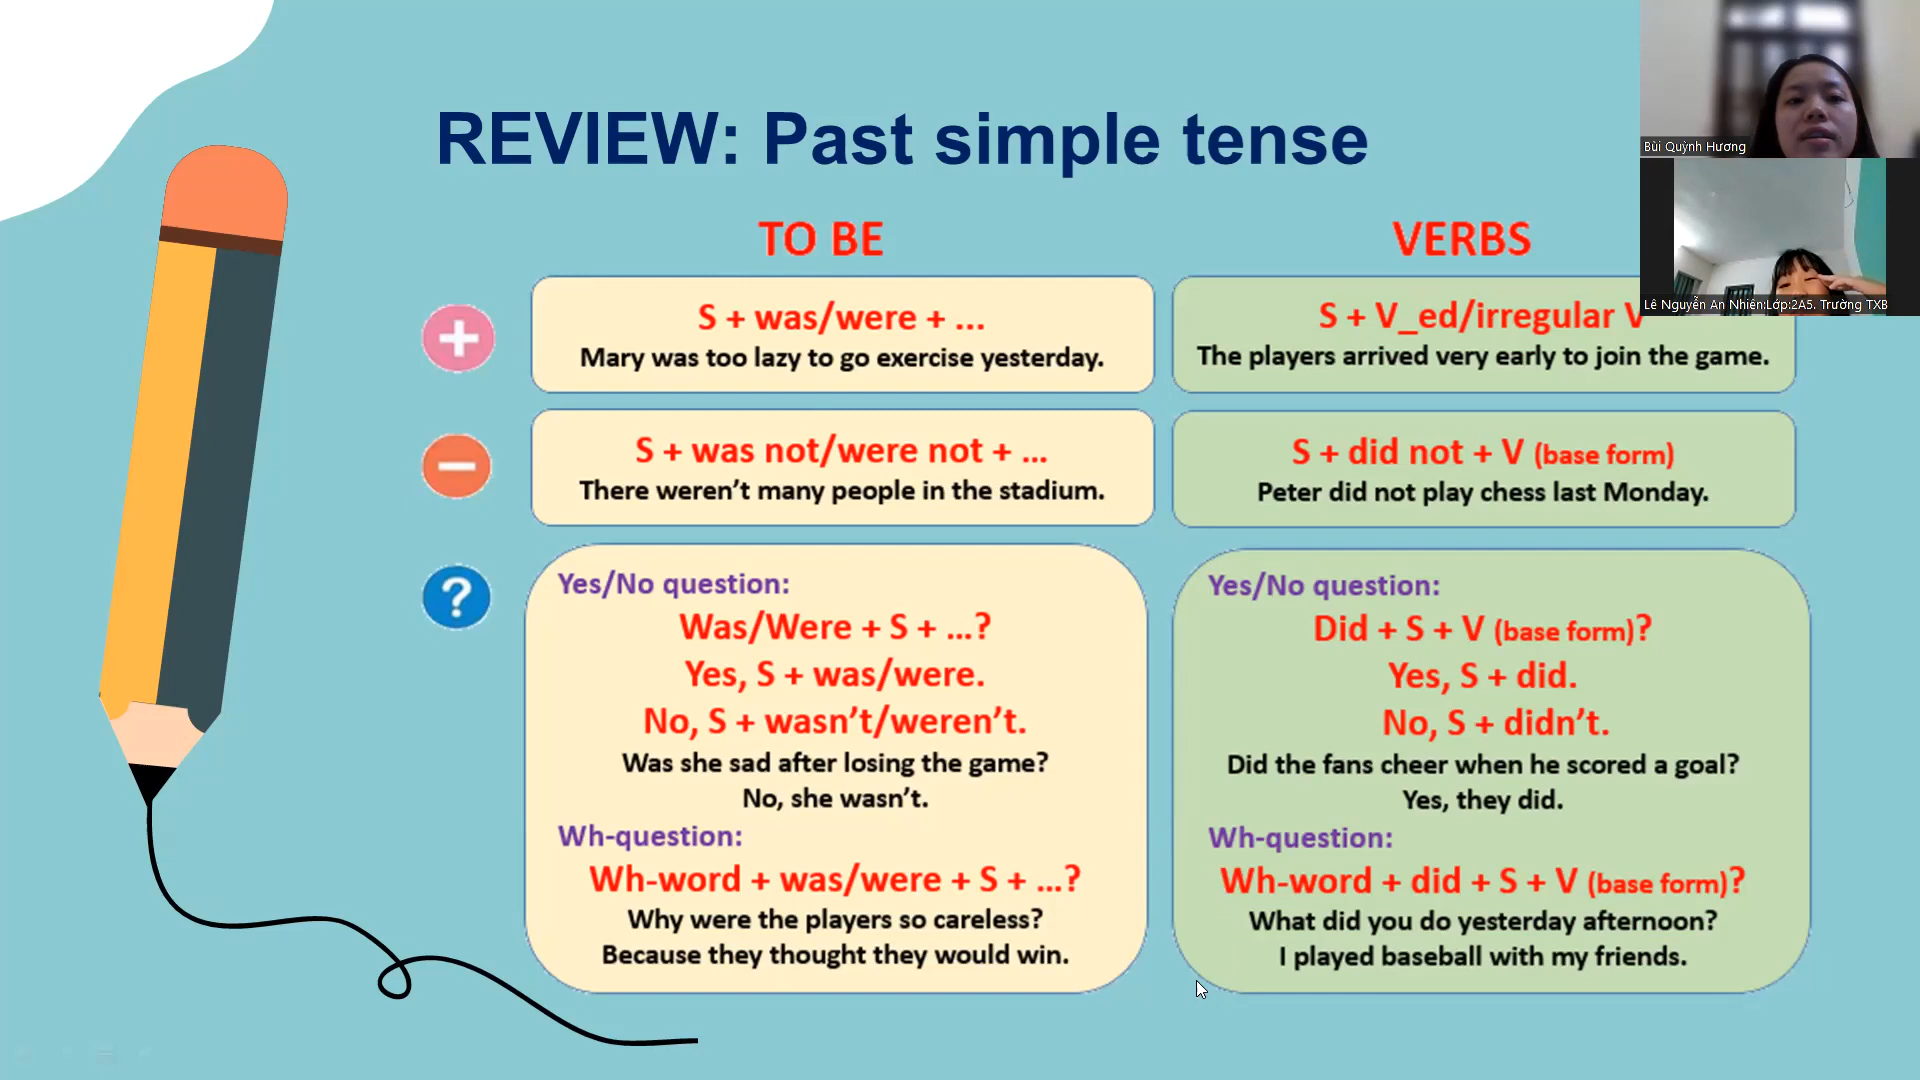 REVIEW: Past simple tense
TO BE
VERBS
S + was/were + ...
Mary was too lazy to go exercise yesterday.
S + V_ed/irregular V
The players arrived very early to join the game.
S + was not/were not + ...
There weren't many people in the stadium.
S + did not + V (base form)
Peter did not play chess last Monday.
Yes/No question:
Was/Were + S + ...?
Yes, S + was/were.
No, S + wasn't/weren't.
Was she sad after losing the game?
No, she wasn't.
Wh-question:
Wh-word + was/were + S + ...?
Why were the players so careless?
Because they thought they would win.
Yes/No question:
Did + S + V (base form)?
Yes, S + did.
No, S + didn't.
Did the fans cheer when he scored a goal?
Yes, they did.
Wh-question:
Wh-word + did + S + V (base form)?
What did you do yesterday afternoon?
I played baseball with my friends.
Bùi Quỳnh Hương
Lê Nguyễn An Nhiên:Lớp:2A5. Trường TXB